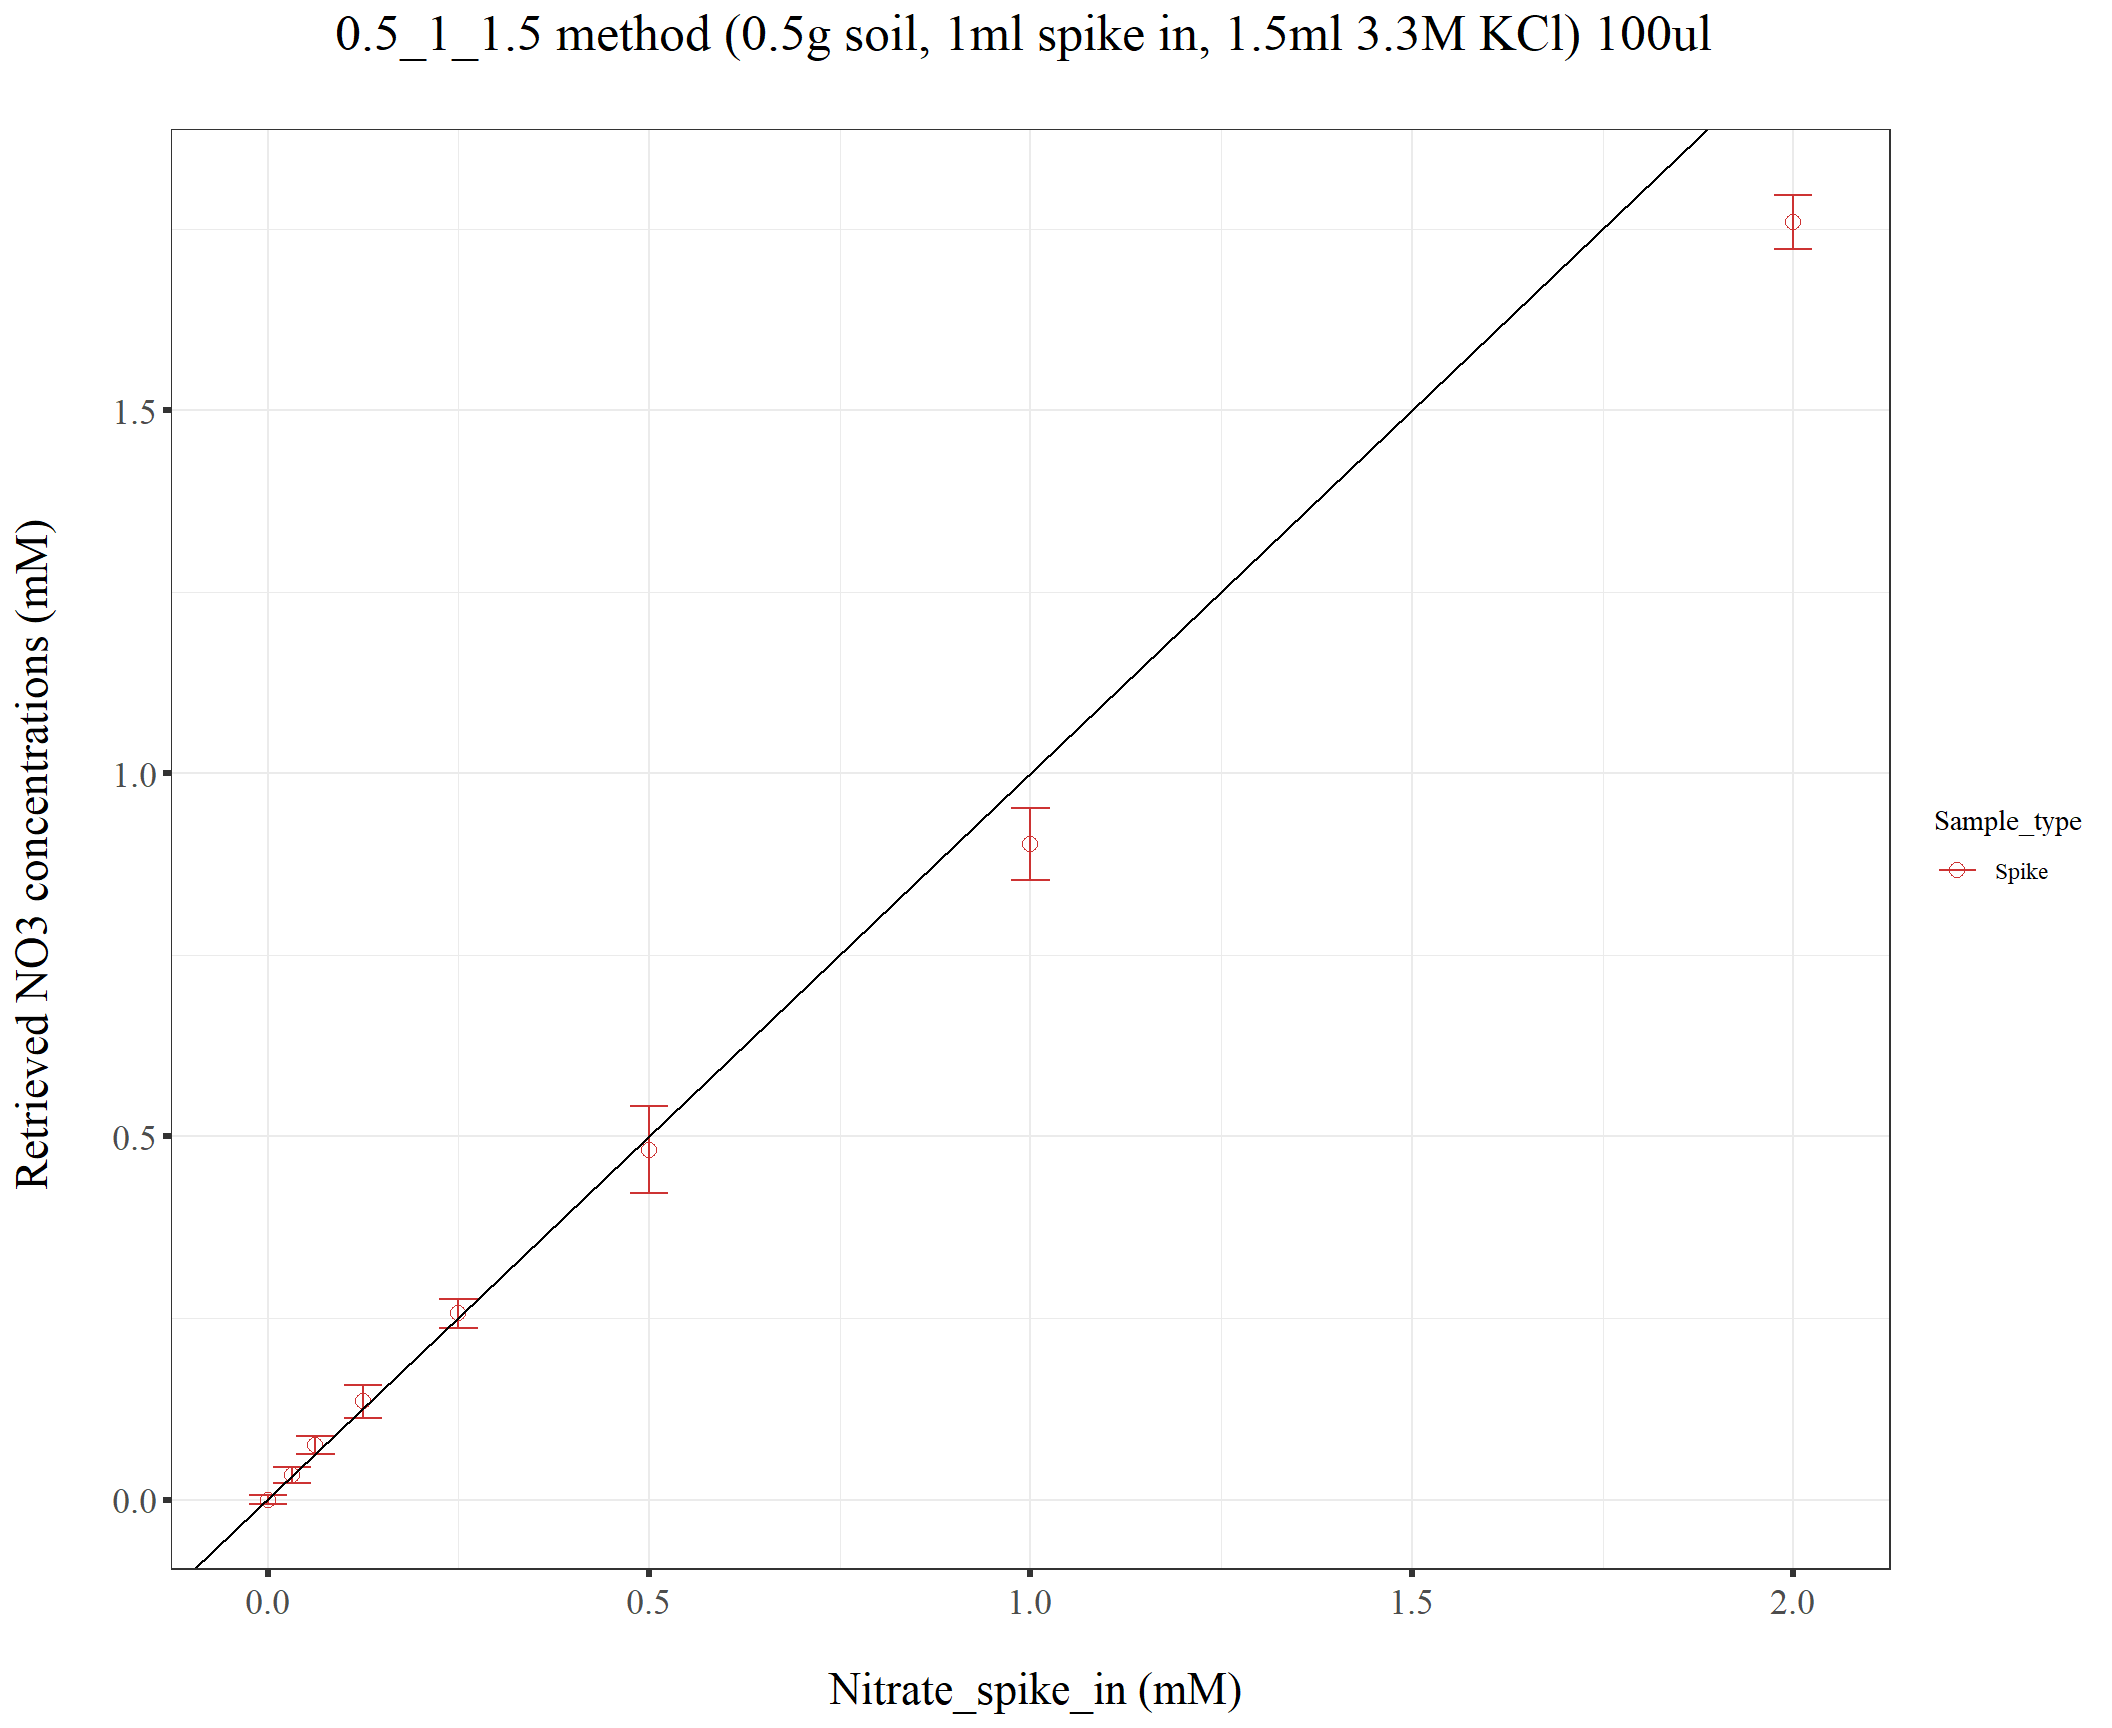 0.5_1_1.5 method (0.5g soil, 1ml spike in, 1.5ml 3.3M KCl) 100ul
Retrieved NO3 concentrations (mM)
1.5
1.0
0.5
0.0
0.0 0.5 1.0 1.5 2.0
Nitrate_spike_in (mM)
Sample_type
Spike